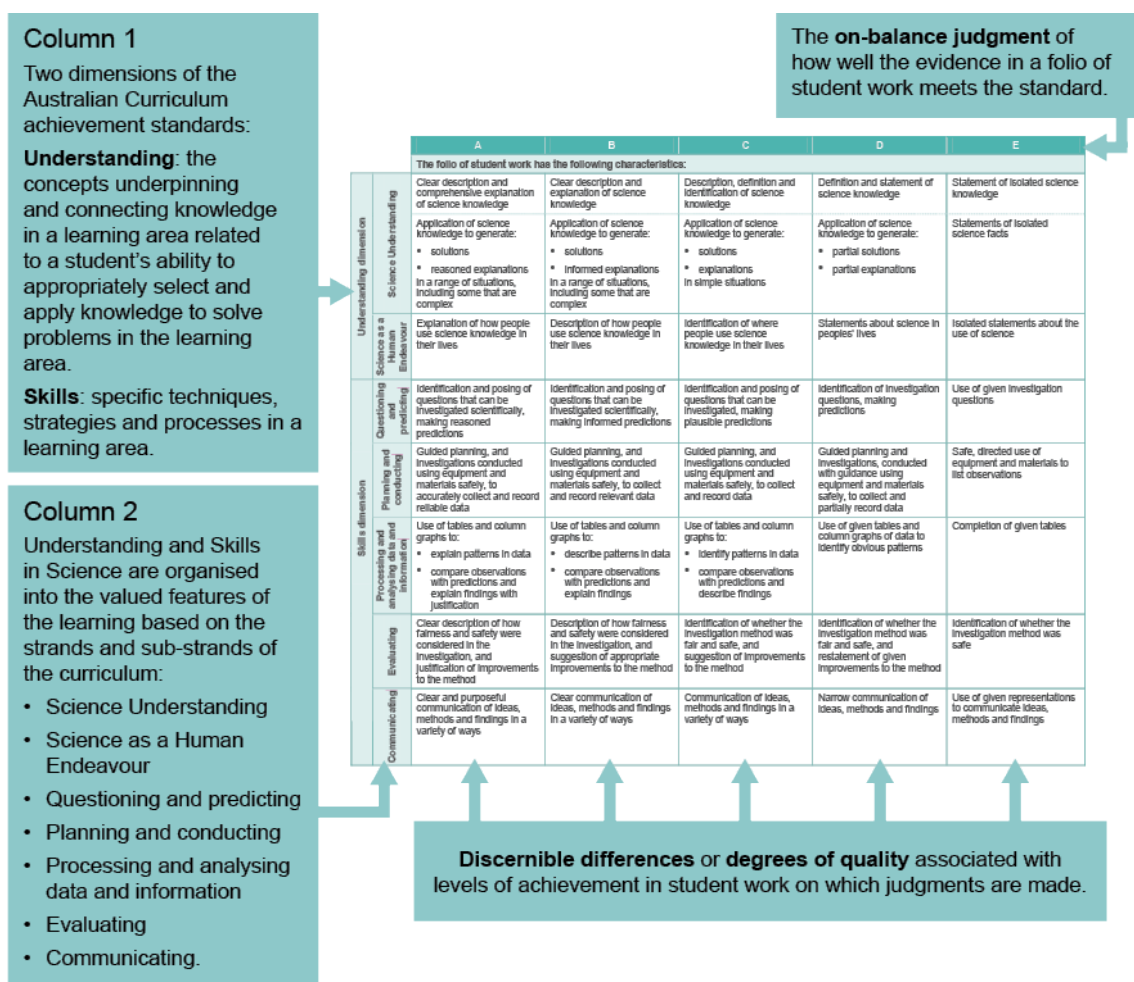 Column 1
Two dimensions of the
Australian Curriculum
achievement standards:
Understanding: the
concepts underpinning
and connecting knowledge
in a learning area related
to a student's ability to
appropriately select and
apply knowledge to solve
problems in the learning
area.
Skills: specific techniques,
strategies and processes in a
learning area.
Column 2
Understanding and Skills
in Science are organised
into the valued features of
the learning based on the
strands and sub-strands of
the curriculum:
• Science Understanding
• Science as a Human
Endeavour
• Questioning and predicting
• Planning and conducting
• Processing and analysing
data and information
• Evaluating
• Communicating.
The on-balance judgment of
how well the evidence in a folio of
student work meets the standard.
A
B
C
D
E
The folio of student work has the following characteristics:
Understanding dimension
Science Understanding
Clear description and
comprehensive explanation
of science knowledge
Clear description and
explanation of science
knowledge
Description, definition and
identification of science
knowledge
Definition and statement of
science knowledge
Statement of isolated science
knowledge
Application of science
knowledge to generate:
▪ solutions
▪ reasoned explanations
in a range of situations,
including some that are
complex
Application of science
knowledge to generate:
▪ solutions
▪ informed explanations
in a range of situations,
including some that are
complex
Application of science
knowledge to generate:
▪ solutions
▪ explanations
in simple situations
Application of science
knowledge to generate:
▪ partial solutions
▪ partial explanations
Statements of isolated
science facts
Science as a
Human
Endeavour
Explanation of how people
use science knowledge in
their lives
Description of how people
use science knowledge in
their lives
Identification of where
people use science
knowledge in their lives
Statements about science in
peoples' lives
Isolated statements about the
use of science
Skills dimension
Questioning
and
predicting
Identification and posing of
questions that can be
investigated scientifically,
making reasoned
predictions
Identification and posing of
questions that can be
investigated scientifically,
making informed predictions
Identification and posing of
questions that can be
investigated, making
plausible predictions
Identification of investigation
questions, making
predictions
Use of given investigation
questions
Planning and
conducting
Guided planning, and
investigations conducted
using equipment and
materials safely, to
accurately collect and record
reliable data
Guided planning, and
investigations conducted
using equipment and
materials safely, to collect
and record relevant data
Guided planning, and
investigations conducted
using equipment and
materials safely, to collect
and record data
Guided planning and
investigations, conducted
with guidance using
equipment and materials
safely, to collect and
partially record data
Safe, directed use of
equipment and materials to
list observations
Processing and
analysing data and
information
Use of tables and column
graphs to:
▪ explain patterns in data
▪ compare observations
with predictions and
explain findings with
justification
Use of tables and column
graphs to:
▪ describe patterns in data
▪ compare observations
with predictions and
explain findings
Use of tables and column
graphs to:
▪ identify patterns in data
▪ compare observations
with predictions and
describe findings
Use of given tables and
column graphs of data to
identify obvious patterns
Completion of given tables
Evaluating
Clear description of how
fairness and safety were
considered in the
investigation, and
justification of improvements
to the method
Description of how fairness
and safety were considered
in the investigation, and
suggestion of appropriate
improvements to the method
Identification of whether the
investigation method was
fair and safe, and
suggestion of improvements
to the method
Identification of whether the
investigation method was
fair and safe, and
restatement of given
improvements to the method
Identification of whether the
investigation method was
safe
Communicating
Clear and purposeful
communication of ideas,
methods and findings in a
variety of ways
Clear communication of
ideas, methods and findings
in a variety of ways
Communication of ideas,
methods and findings in a
variety of ways
Narrow communication of
ideas, methods and findings
Use of given representations
to communicate ideas,
methods and findings
Discernible differences or degrees of quality associated with
levels of achievement in student work on which judgments are made.